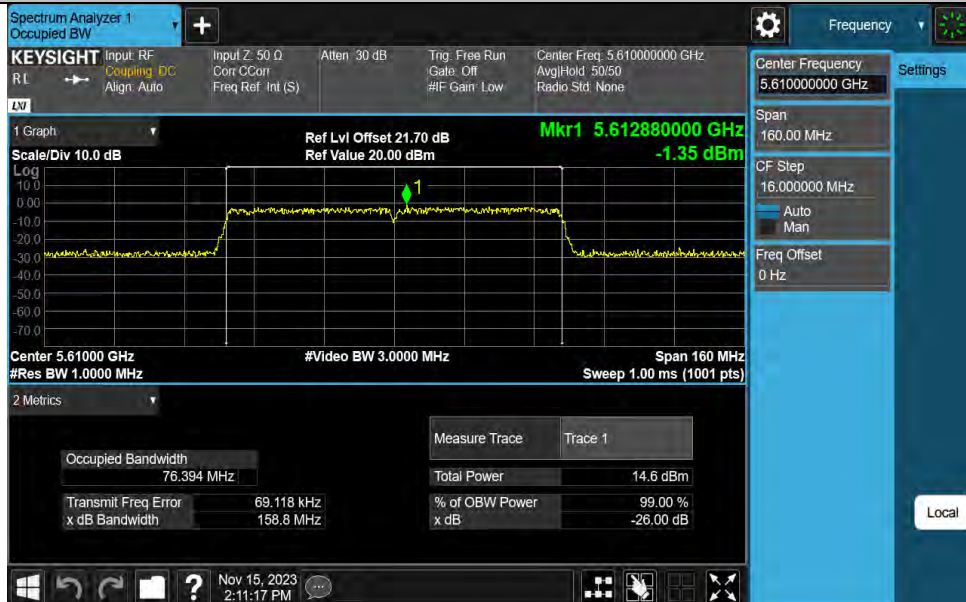 Spectrum Analyzer 1
Occupied BW
+
Frequency
KEYSIGHT
Input: RF
Coupling: DC
Align: Auto
Input Z: 50 Ω
Corr CCorr
Freq Ref: Int (S)
Atten: 30 dB
Trig: Free Run
Gate: Off
#IF Gain: Low
Center Freq: 5.610000000 GHz
Avg|Hold: 50/50
Radio Std: None
LXI
Center Frequency
5.610000000 GHz
Settings
Span
160.00 MHz
CF Step
16.000000 MHz
Auto
Man
Freq Offset
0 Hz
1 Graph
Scale/Div 10.0 dB
Ref Lvl Offset 21.70 dB
Ref Value 20.00 dBm
Mkr1 5.612880000 GHz
-1.35 dBm
Log
10.0
0.00
-10.0
-20.0
-30.0
-40.0
-50.0
-60.0
-70.0
1
Center 5.61000 GHz
#Res BW 1.0000 MHz
#Video BW 3.0000 MHz
Span 160 MHz
Sweep 1.00 ms (1001 pts)
2 Metrics
Measure Trace Trace 1
Occupied Bandwidth
76.394 MHz
Total Power 14.6 dBm
Transmit Freq Error 69.118 kHz
% of OBW Power 99.00 %
x dB Bandwidth 158.8 MHz
x dB -26.00 dB
Local
?
Nov 15, 2023
2:11:17 PM